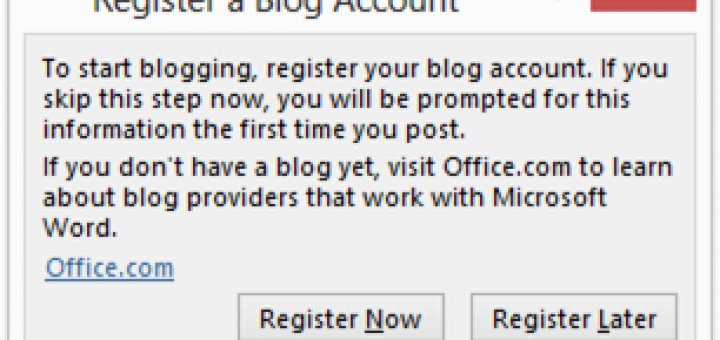 Register a Blog Account
To start blogging, register your blog account. If you
skip this step now, you will be prompted for this
information the first time you post.
If you don't have a blog yet, visit Office.com to learn
about blog providers that work with Microsoft
Word.
Office.com
Register Now
Register Later